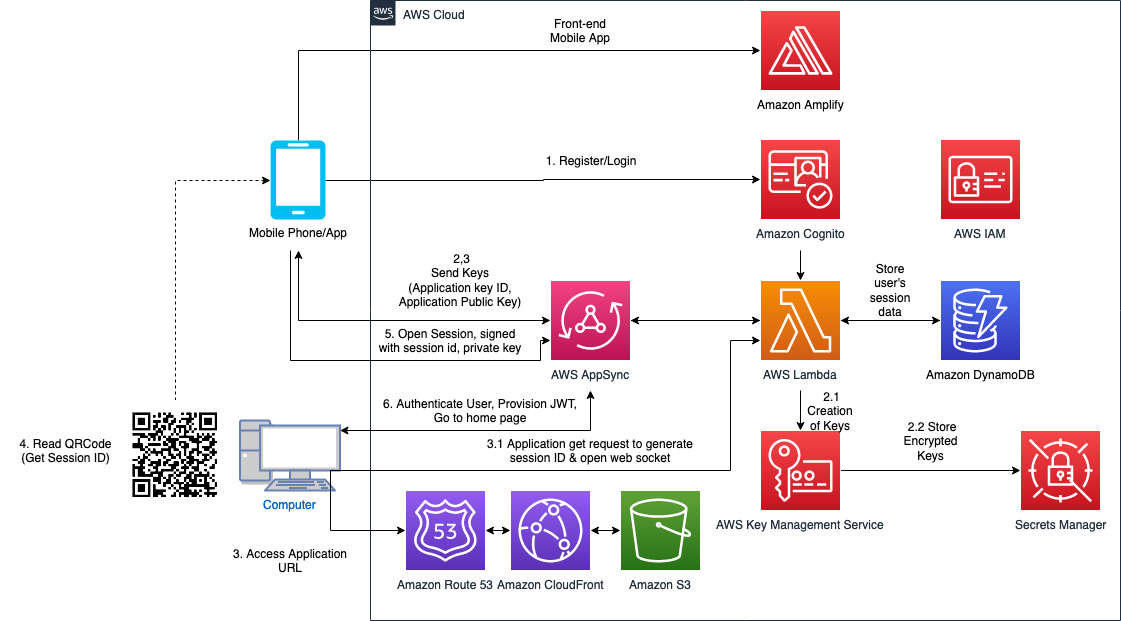 aws
AWS Cloud
Front-end
Mobile App
Amazon Amplify
1. Register/Login
Mobile Phone/App
Amazon Cognito
AWS IAM
2,3
Send Keys
(Application key ID,
Application Public Key)
Store
user's
session
data
5. Open Session, signed
with session id, private key
AWS AppSync
AWS Lambda
Amazon DynamoDB
6. Authenticate User, Provision JWT,
Go to home page
2.1
Creation
of Keys
2.2 Store
Encrypted
Keys
4. Read QRCode
(Get Session ID)
3.1 Application get request to generate
session ID & open web socket
Computer
53
AWS Key Management Service
Secrets Manager
3. Access Application
URL
Amazon Route 53
Amazon CloudFront
Amazon S3